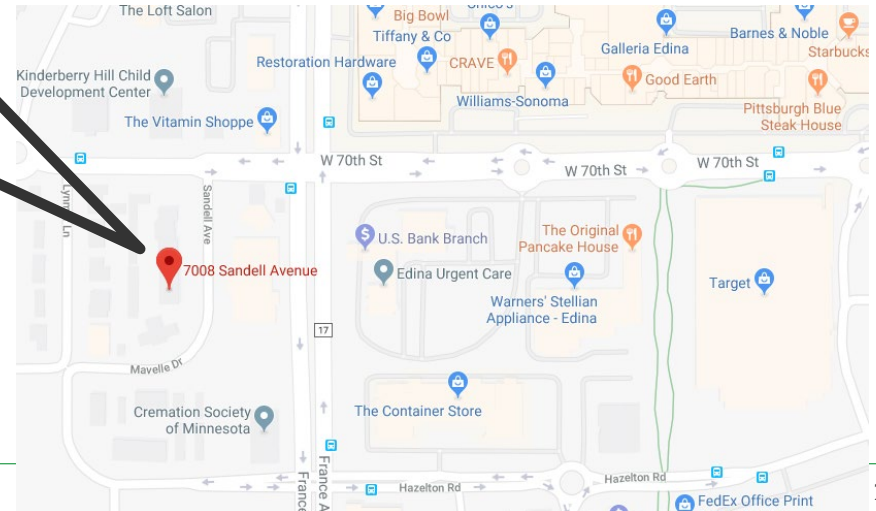 The Loft Salon
Big Bowl
Tiffany & Co
Restoration Hardware
CRAVE
Williams-Sonoma
Galleria Edina
Barnes & Noble
Starbucks
Good Earth
Pittsburgh Blue
Steak House
Kinderberry Hill Child
Development Center
The Vitamin Shoppe
W 70th St
W 70th St
W 70th St
Sandell Ave
U.S. Bank Branch
The Original
Pancake House
Edina Urgent Care
7008 Sandell Avenue
Warners' Stellian
Appliance - Edina
Target
17
Mavelle Dr
The Container Store
Cremation Society
of Minnesota
France
France A
Hazelton Rd
Hazelton Rd
FedEx Office Print